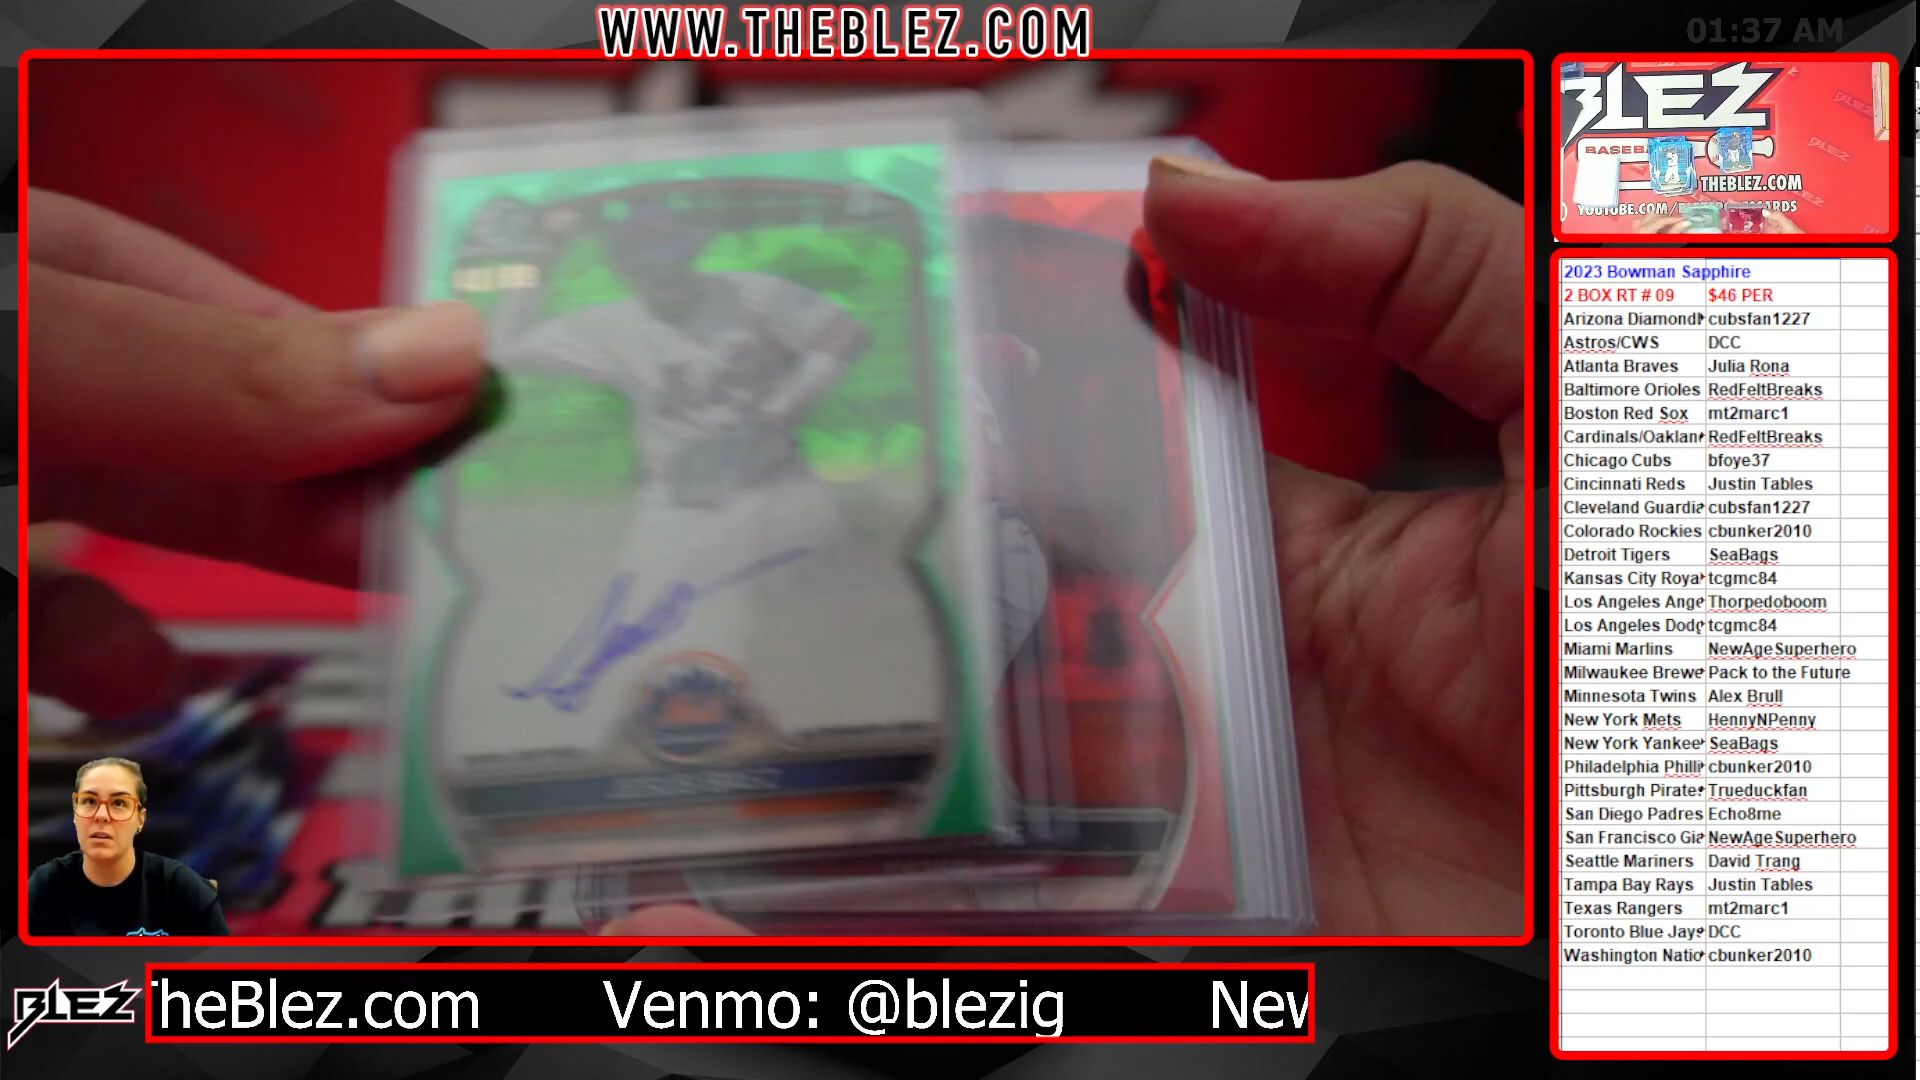 WWW.THEBLEZ.COM
01:37 AM
BLEZ
BASEBA
THEBLEZ.COM
2023 Bowman Sapphire
2 BOX RT # 09 $46 PER
Arizona Diamond cubsfan1227
Astros/CWS DCC
Atlanta Braves Julia Rona
Baltimore Orioles RedFeltBreaks
Boston Red Sox mt2marc1
Cardinals/Oaklan RedFeltBreaks
Chicago Cubs bfoye37
Cincinnati Reds Justin Tables
Cleveland Guardia cubsfan1227
Colorado Rockies cbunker2010
Detroit Tigers SeaBags
Kansas City Roya tcgmc84
Los Angeles Ange Thorpedoboom
Los Angeles Dodg tcgmc84
Miami Marlins NewAgeSuperhero
Milwaukee Brewe Pack to the Future
Minnesota Twins Alex Brull
New York Mets HennyNPenny
New York Yankee SeaBags
Philadelphia Philli cbunker2010
Pittsburgh Pirate Trueduckfan
San Diego Padres Echo8me
San Francisco Gia NewAgeSuperhero
Seattle Mariners David Trang
Tampa Bay Rays Justin Tables
Texas Rangers mt2marc1
Toronto Blue Jays DCC
Washington Natio cbunker2010
BLEZ
TheBlez.com Venmo: @blezig New